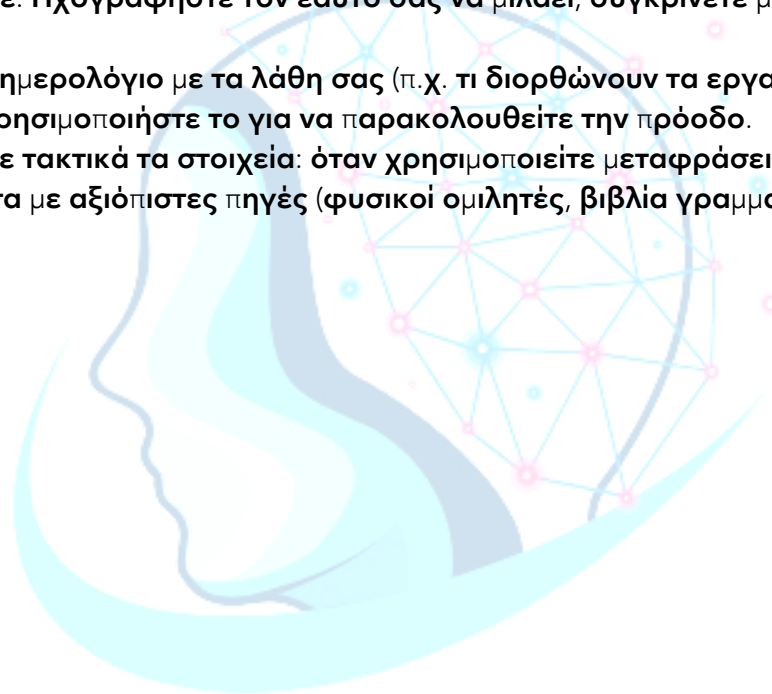 ε. Ηχογραφήστε τον εαυτό σας να μιλάει, συγκρίνετε μ
ημερολόγιο με τα λάθη σας (π.χ. τι διορθώνουν τα εργα
ρησιμοποιήστε το για να παρακολουθείτε την πρόοδο.
ε τακτικά τα στοιχεία: όταν χρησιμοποιείτε μεταφράσει
τα με αξιόπιστες πηγές (φυσικοί ομιλητές, βιβλία γραμμα